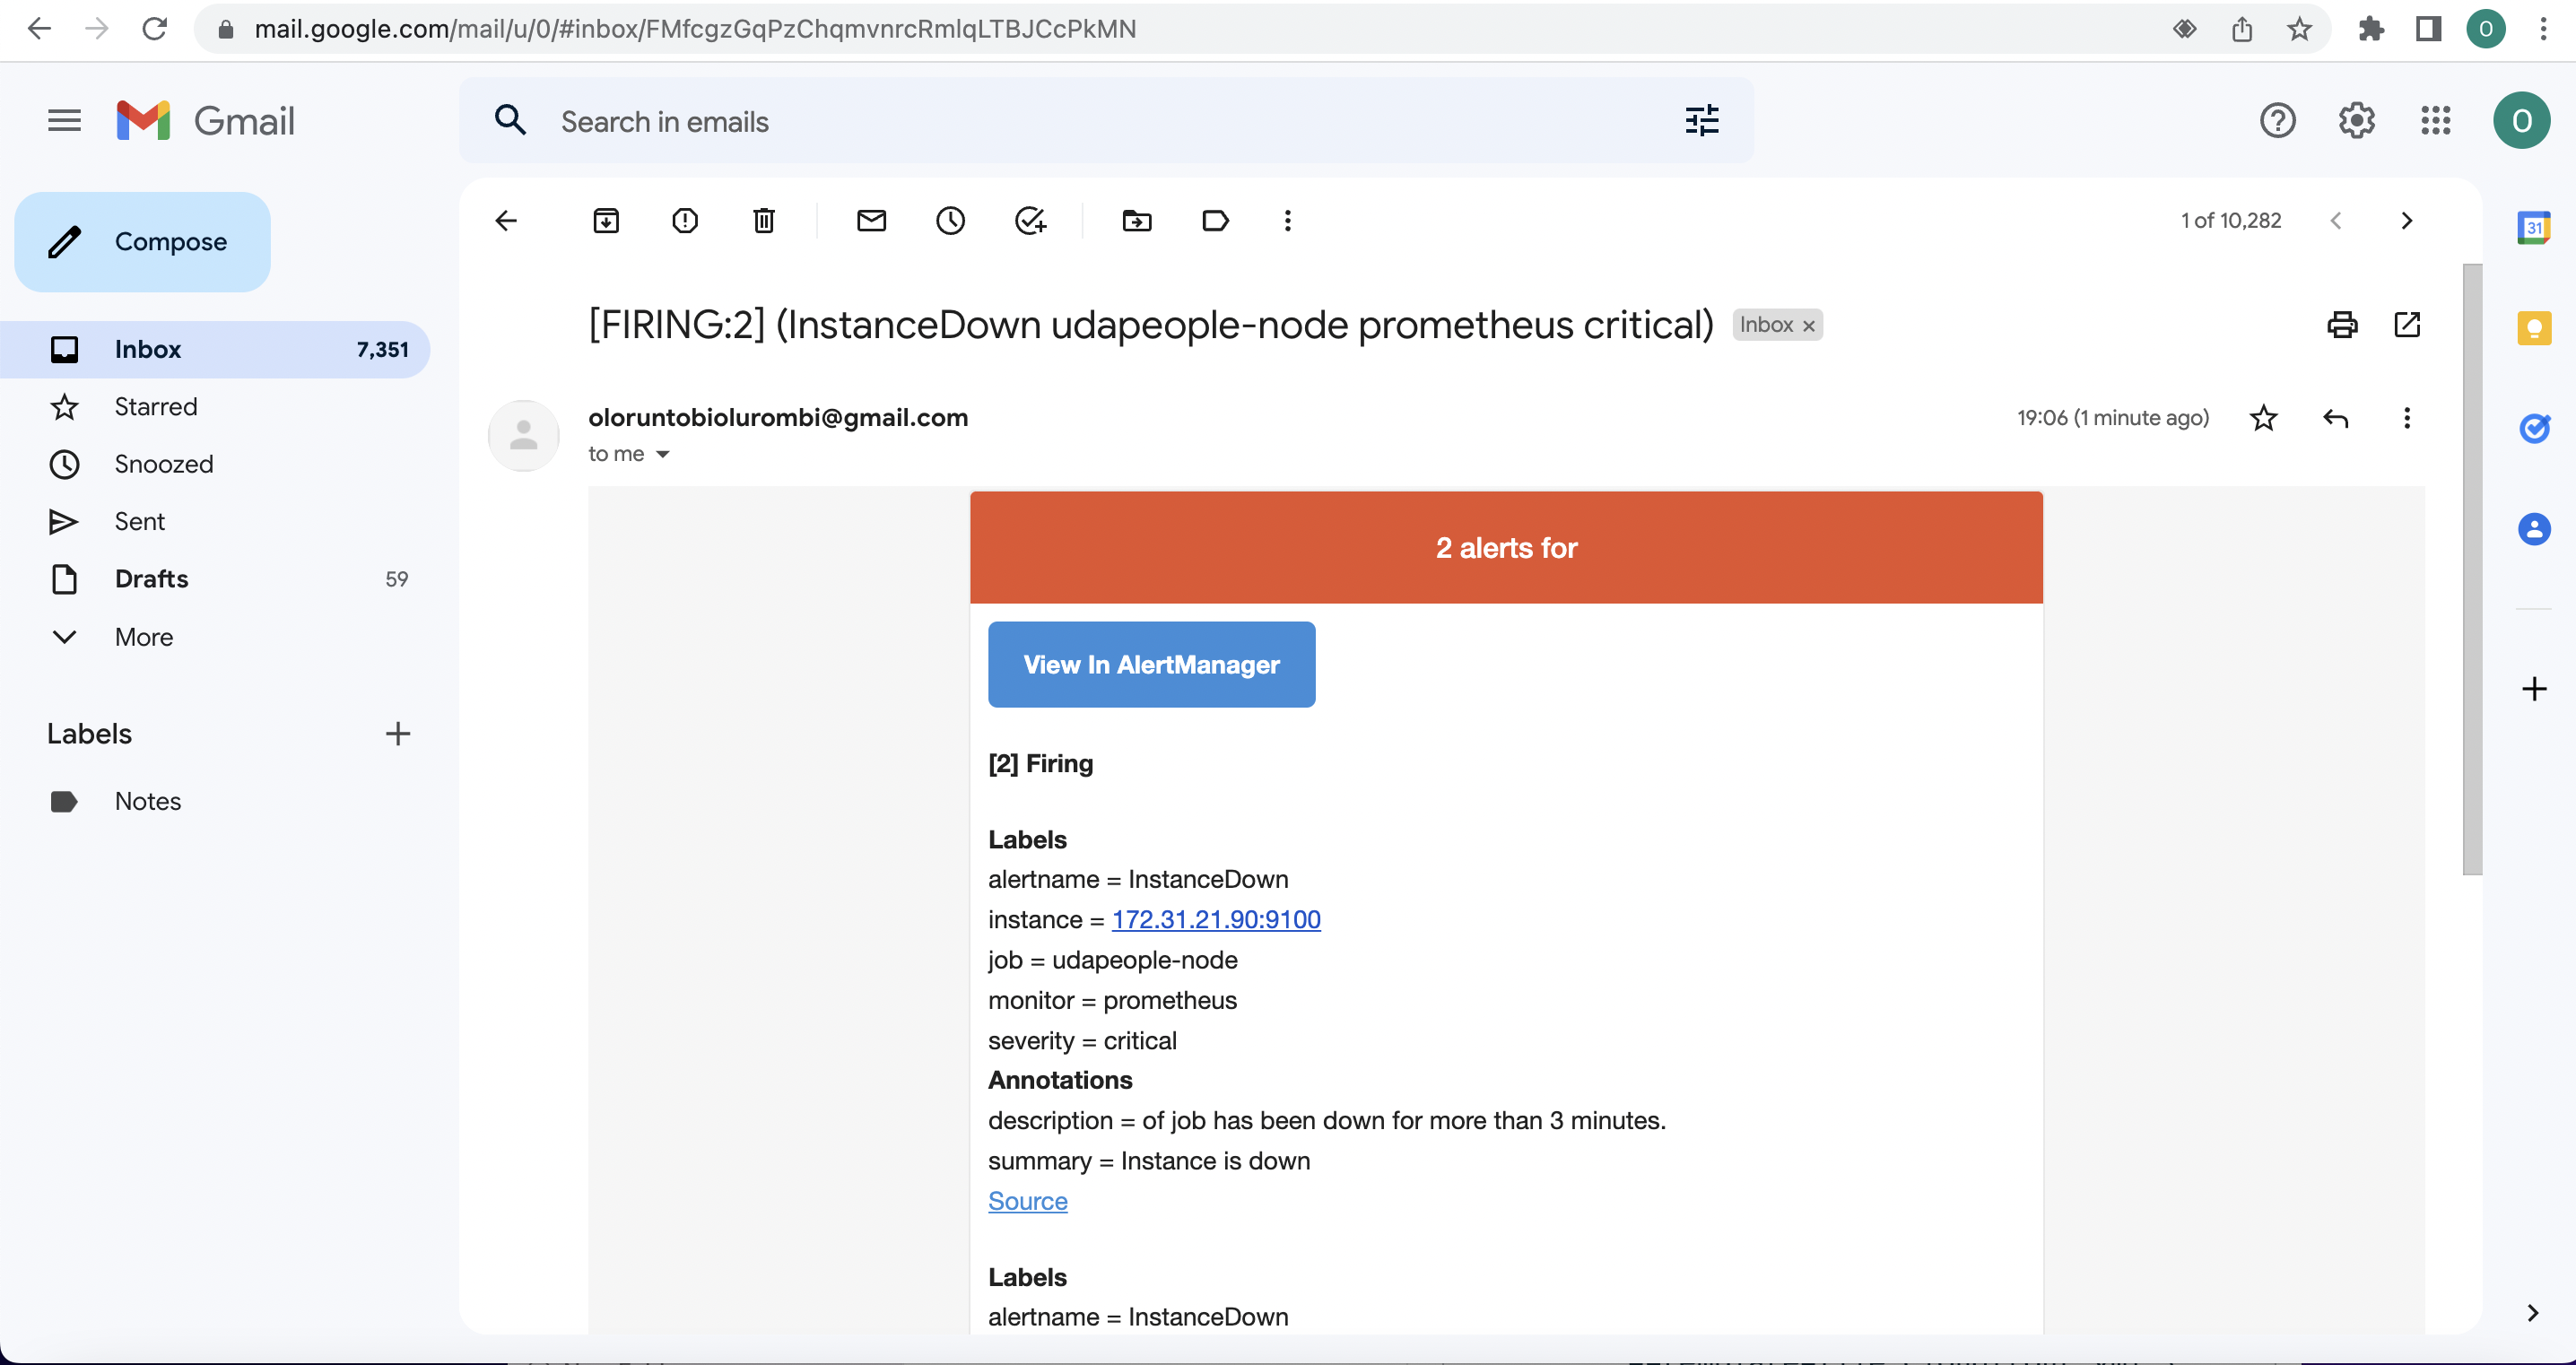 mail.google.com/mail/u/0/#inbox/FMfcgzGqPzChqmvnrcRmlqLTBJCcPkMN
O
Gmail
Search in emails
O
Compose
1 of 10,282
31
[FIRING:2] (InstanceDown udapeople-node prometheus critical) Inbox ×
Inbox 7,351
Starred
Snoozed
Sent
Drafts 59
More
Labels
Notes
oloruntobiolurombi@gmail.com
19:06 (1 minute ago)
to me
2 alerts for
View In AlertManager
[2] Firing
Labels
alertname = InstanceDown
instance = 172.31.21.90:9100
job = udapeople-node
monitor = prometheus
severity = critical
Annotations
description = of job has been down for more than 3 minutes.
summary = Instance is down
Source
Labels
alertname = InstanceDown